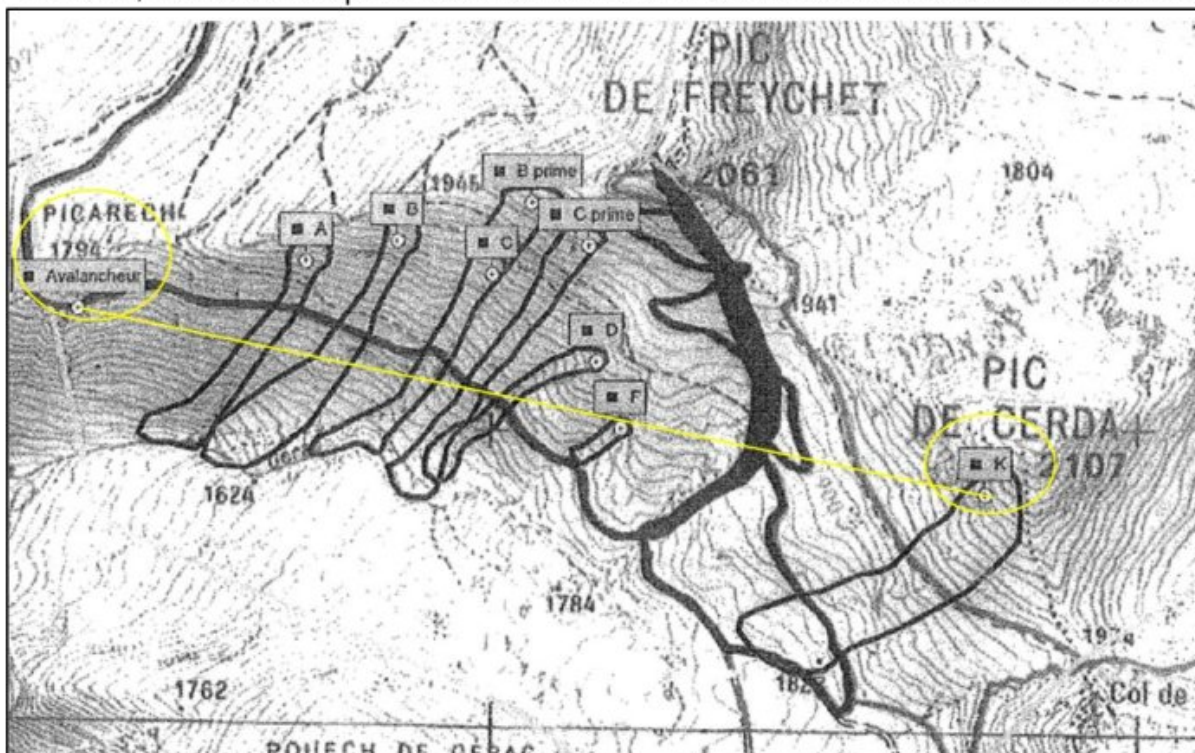 PIC
DE FREYCHET
2061
1804
B prime
1945
PICARECH
A
B
C prime
C
1794
Avalancheur
1941
D
PIC
F
DE CERDA
K
2107
1624
1784
1762
Col de